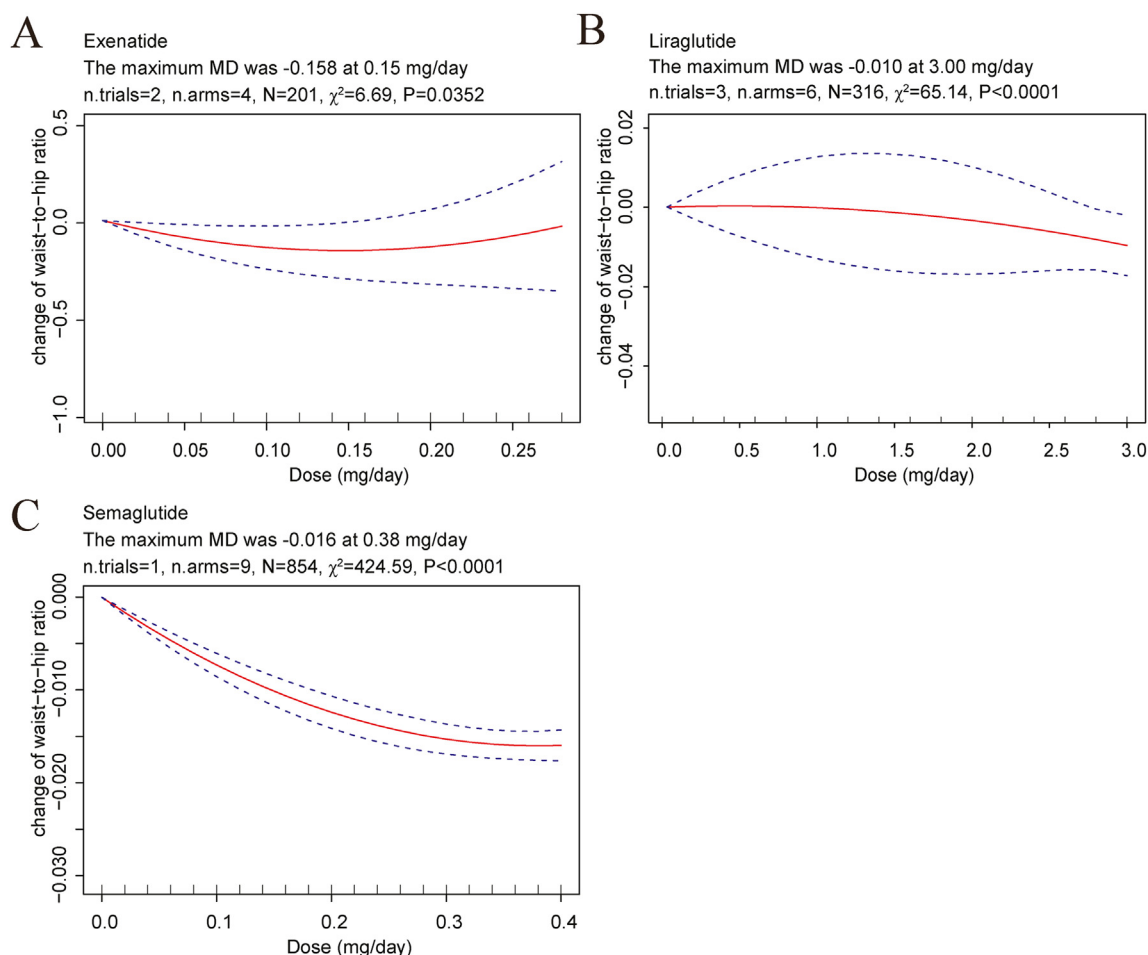 A
Exenatide
The maximum MD was -0.158 at 0.15 mg/day
n.trials=2, n.arms=4, N=201, χ²=6.69, P=0.0352
change of waist−to−hip ratio
0.5
0.0
−0.5
−1.0
0.00 0.05 0.10 0.15 0.20 0.25
Dose (mg/day)
B
Liraglutide
The maximum MD was -0.010 at 3.00 mg/day
n.trials=3, n.arms=6, N=316, χ²=65.14, P<0.0001
change of waist−to−hip ratio
0.02
0.00
−0.02
−0.04
0.0 0.5 1.0 1.5 2.0 2.5 3.0
Dose (mg/day)
C
Semaglutide
The maximum MD was -0.016 at 0.38 mg/day
n.trials=1, n.arms=9, N=854, χ²=424.59, P<0.0001
change of waist−to−hip ratio
0.000
−0.010
−0.020
−0.030
0.0 0.1 0.2 0.3 0.4
Dose (mg/day)